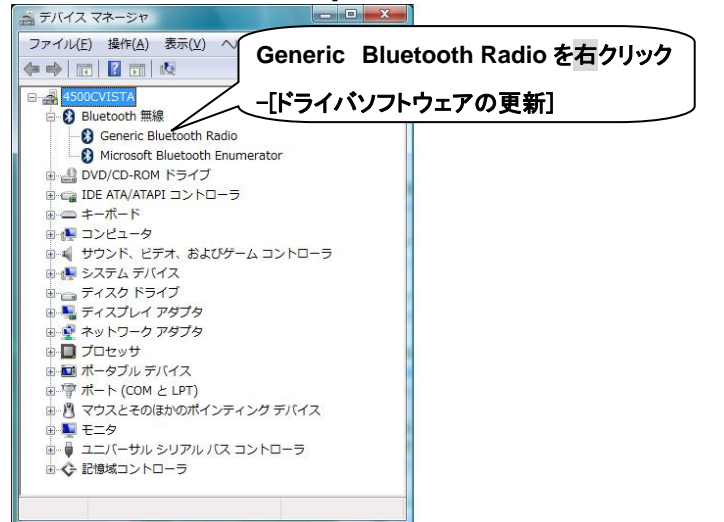 デバイス マネージャ
ファイル(F) 操作(A) 表示(V)
Generic Bluetooth Radio を右クリック
-[ドライバソフトウェアの更新]
4500CVISTA
Bluetooth 無線
Generic Bluetooth Radio
Microsoft Bluetooth Enumerator
DVD/CD-ROM ドライブ
IDE ATA/ATAPI コントローラ
キーボード
コンピュータ
サウンド、ビデオ、およびゲーム コントローラ
システム デバイス
ディスク ドライブ
ディスプレイ アダプタ
ネットワーク アダプタ
プロセッサ
ポータブル デバイス
ポート (COM と LPT)
マウスとそのほかのポインティング デバイス
モニタ
ユニバーサル シリアル バス コントローラ
記憶域コントローラ